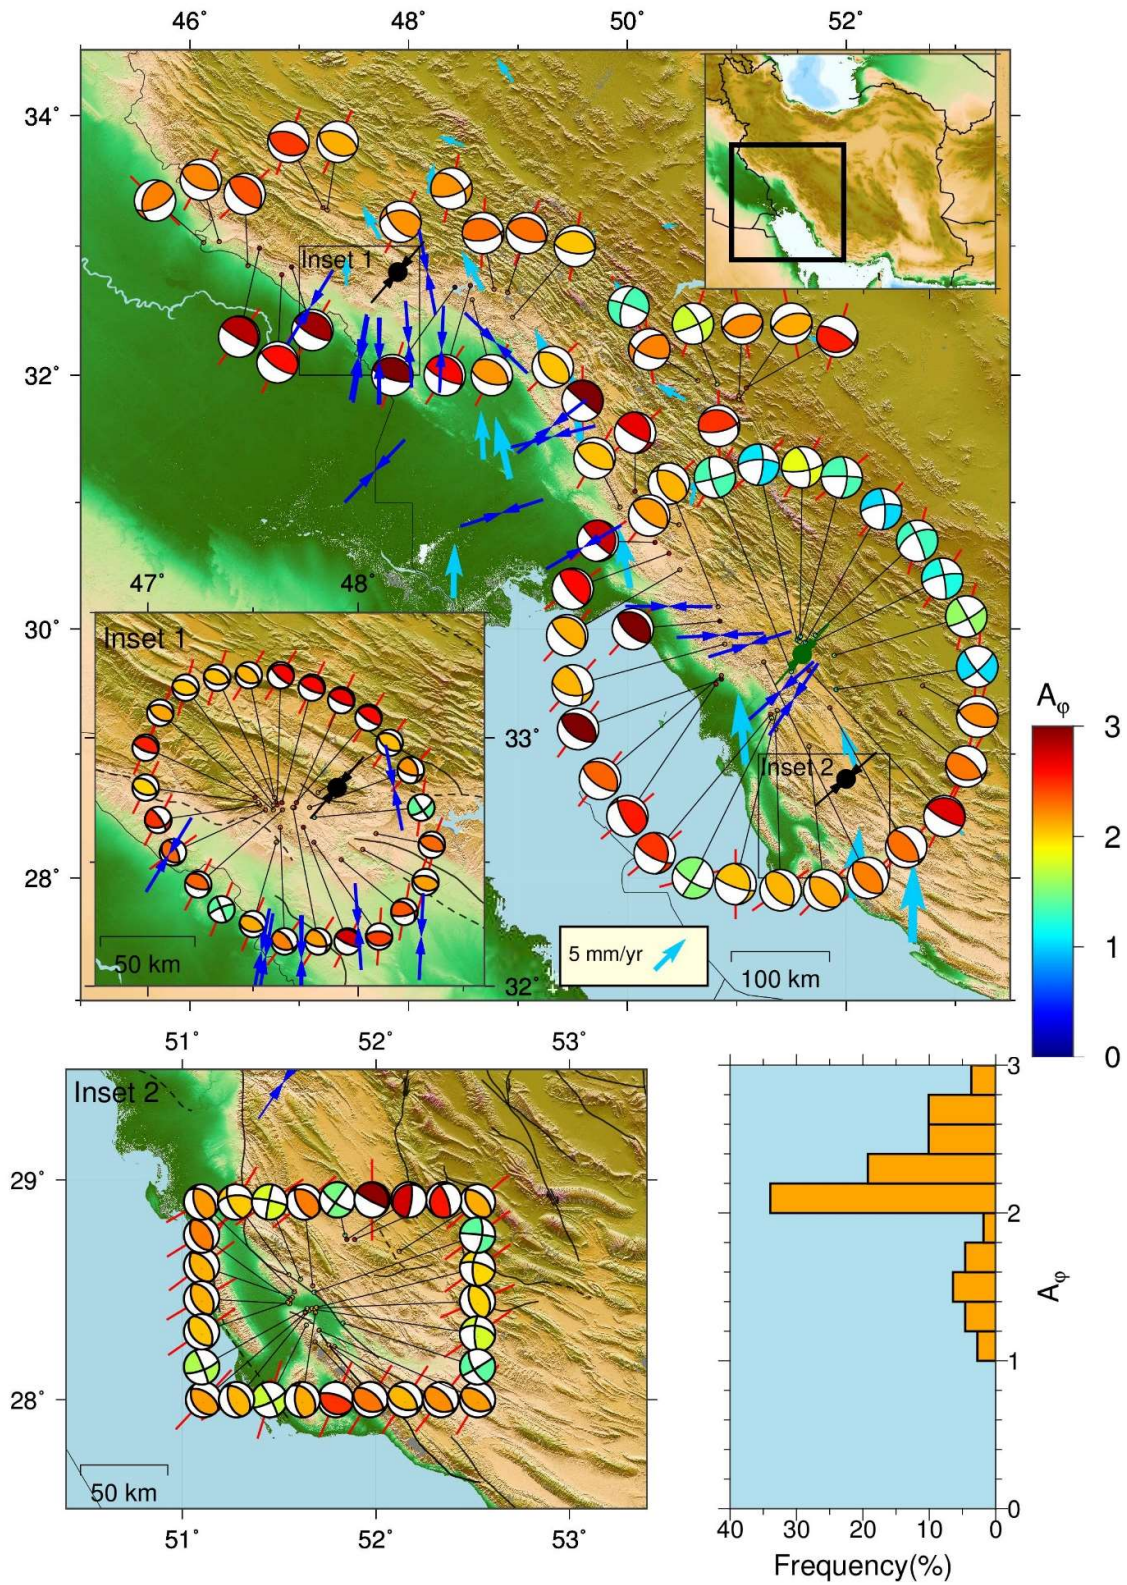 46˚ 48˚ 50˚ 52˚
34˚
Inset 1
32˚
47˚ 48˚
30˚
Inset 1
Inset 2
Aφ
3
33˚
2
28˚
1
50 km
5 mm/yr
100 km
32˚
0
51˚ 52˚ 53˚
Inset 2
3
29˚
2
Aφ
1
28˚
50 km
0
40 30 20 10 0
51˚ 52˚ 53˚
Frequency(%)